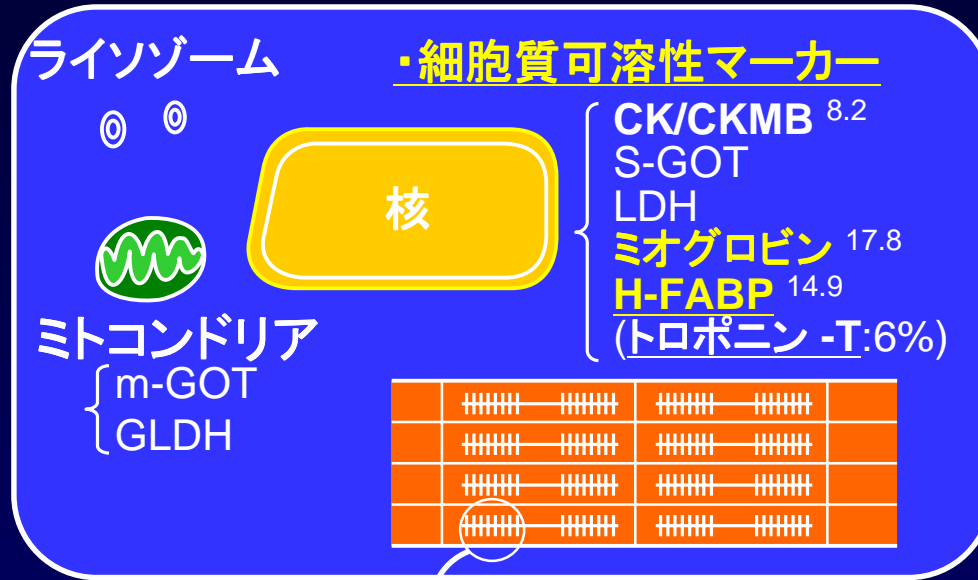 ライソゾーム
・細胞質可溶性マーカー
CK/CKMB 8.2
S-GOT
LDH
ミオグロビン 17.8
H-FABP 14.9
(トロポニン -T:6%)
核
ミトコンドリア
m-GOT
GLDH